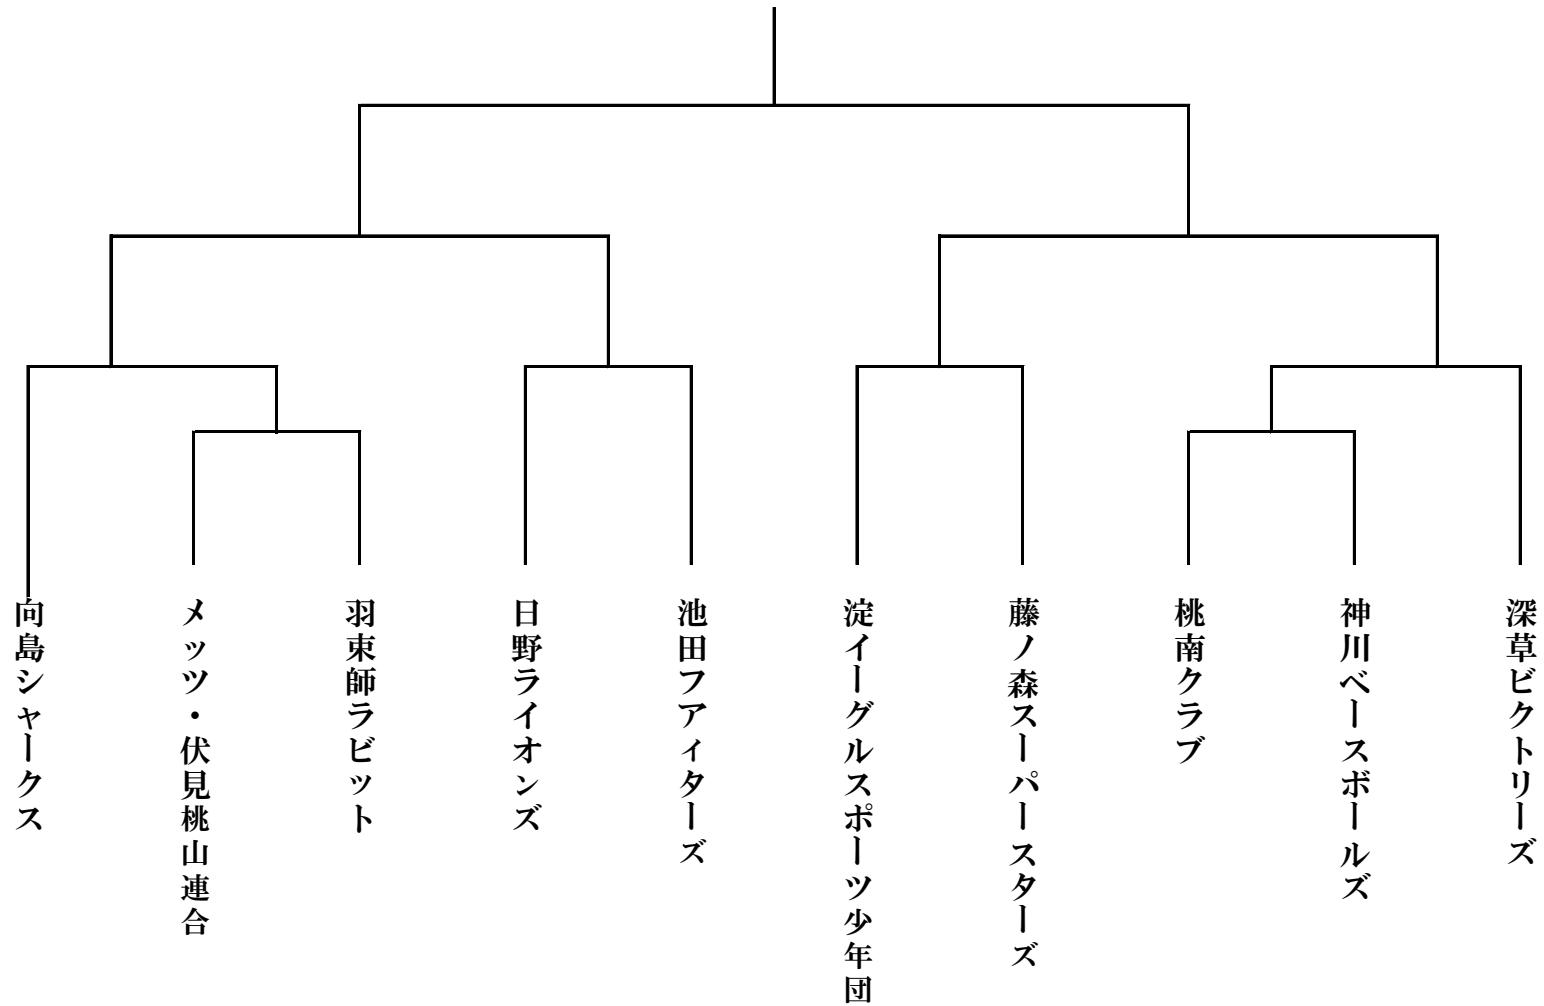 向島シャークス
メッツ・伏見桃山連合
羽束師ラビット
日野ライオンズ
池田フアィターズ
淀イーグルスポーツ少年団
藤ノ森スーパースターズ
桃南クラブ
神川ベースボールズ
深草ビクトリーズ